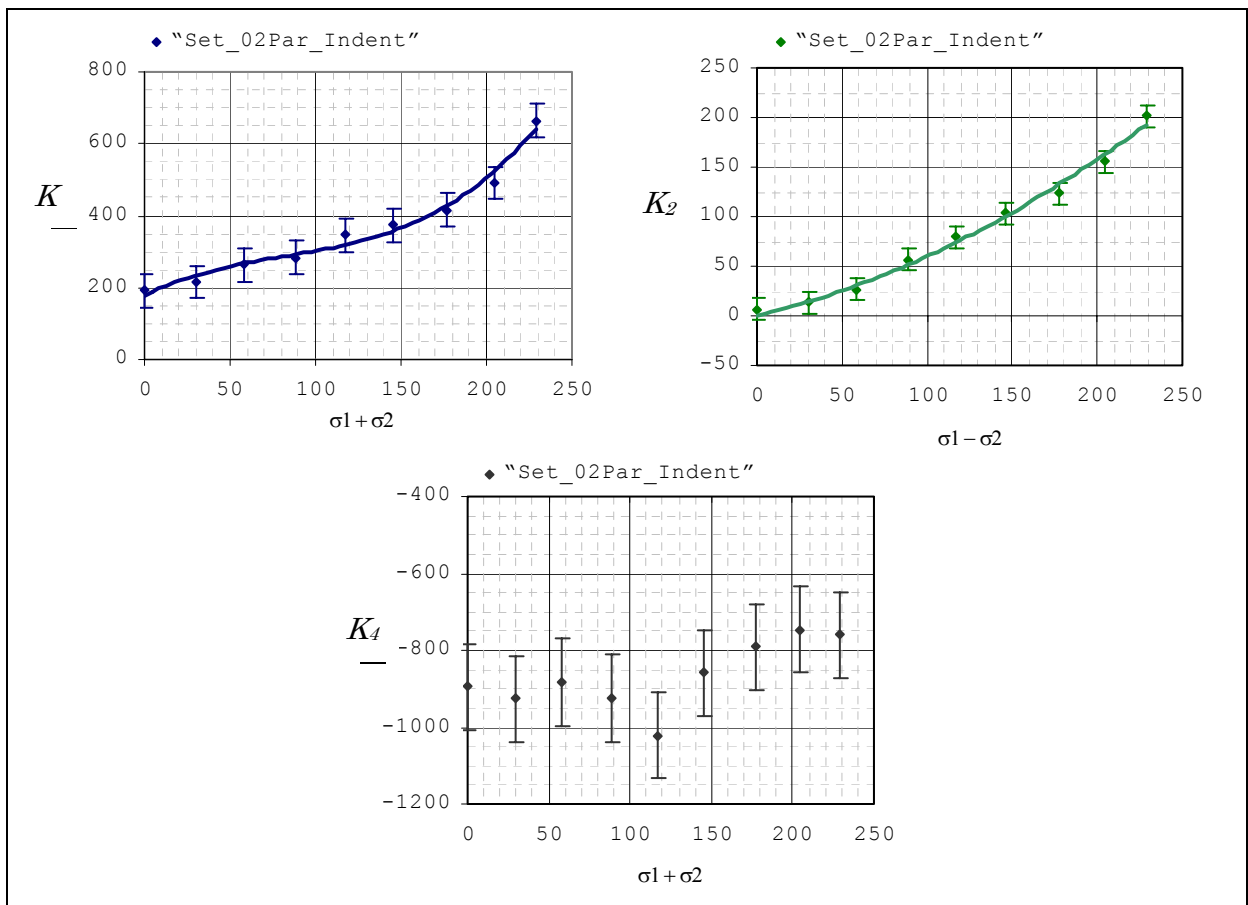 “Set_02Par_Indent”
800
600
400
200
0
K
0 50 100 150 200 250
σ1 + σ2
“Set_02Par_Indent”
250
200
150
100
50
0
-50
K2
0 50 100 150 200 250
σ1 − σ2
“Set_02Par_Indent”
-400
-600
-800
-1000
-1200
K4
0 50 100 150 200 250
σ1 + σ2